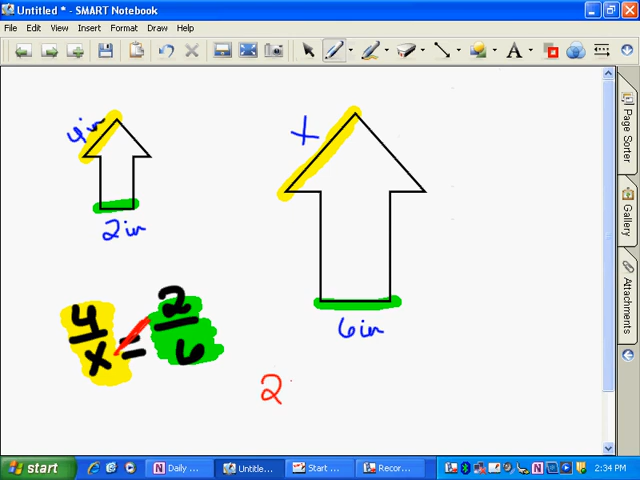 Untitled * - SMART Notebook
File Edit View Insert Format Draw Help
Page Sorter
Gallery
Attachments
4in
2in
x
6in
4/x = 2/6
2
start
Daily ...
Untitle...
Start ...
Recor...
2:34 PM